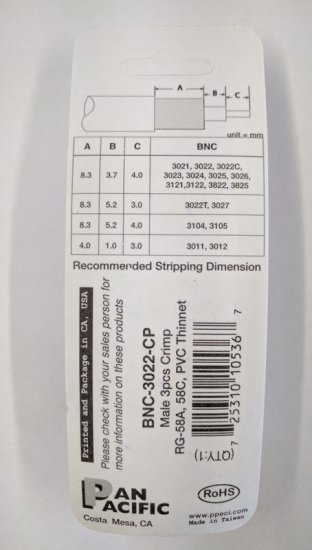 A
B
C
unit = mm
A B C BNC
8.3 3.7 4.0 3021, 3022, 3022C, 3023, 3024, 3025, 3026, 3121,3122, 3822, 3825
8.3 5.2 3.0 3022T, 3027
8.3 5.2 4.0 3104, 3105
4.0 1.0 3.0 3011, 3012
Recommended Stripping Dimension
Printed and Package in CA, USA
Please check with your sales person for
more information on these products
BNC-3022-CP
Male 3pcs Crimp
RG-58A, 58C, PVC Thinnet
7 25310 10536 7
(QTY:1)
PAN
PACIFIC
Costa Mesa, CA
RoHS
www.ppeci.com
Made in Taiwan